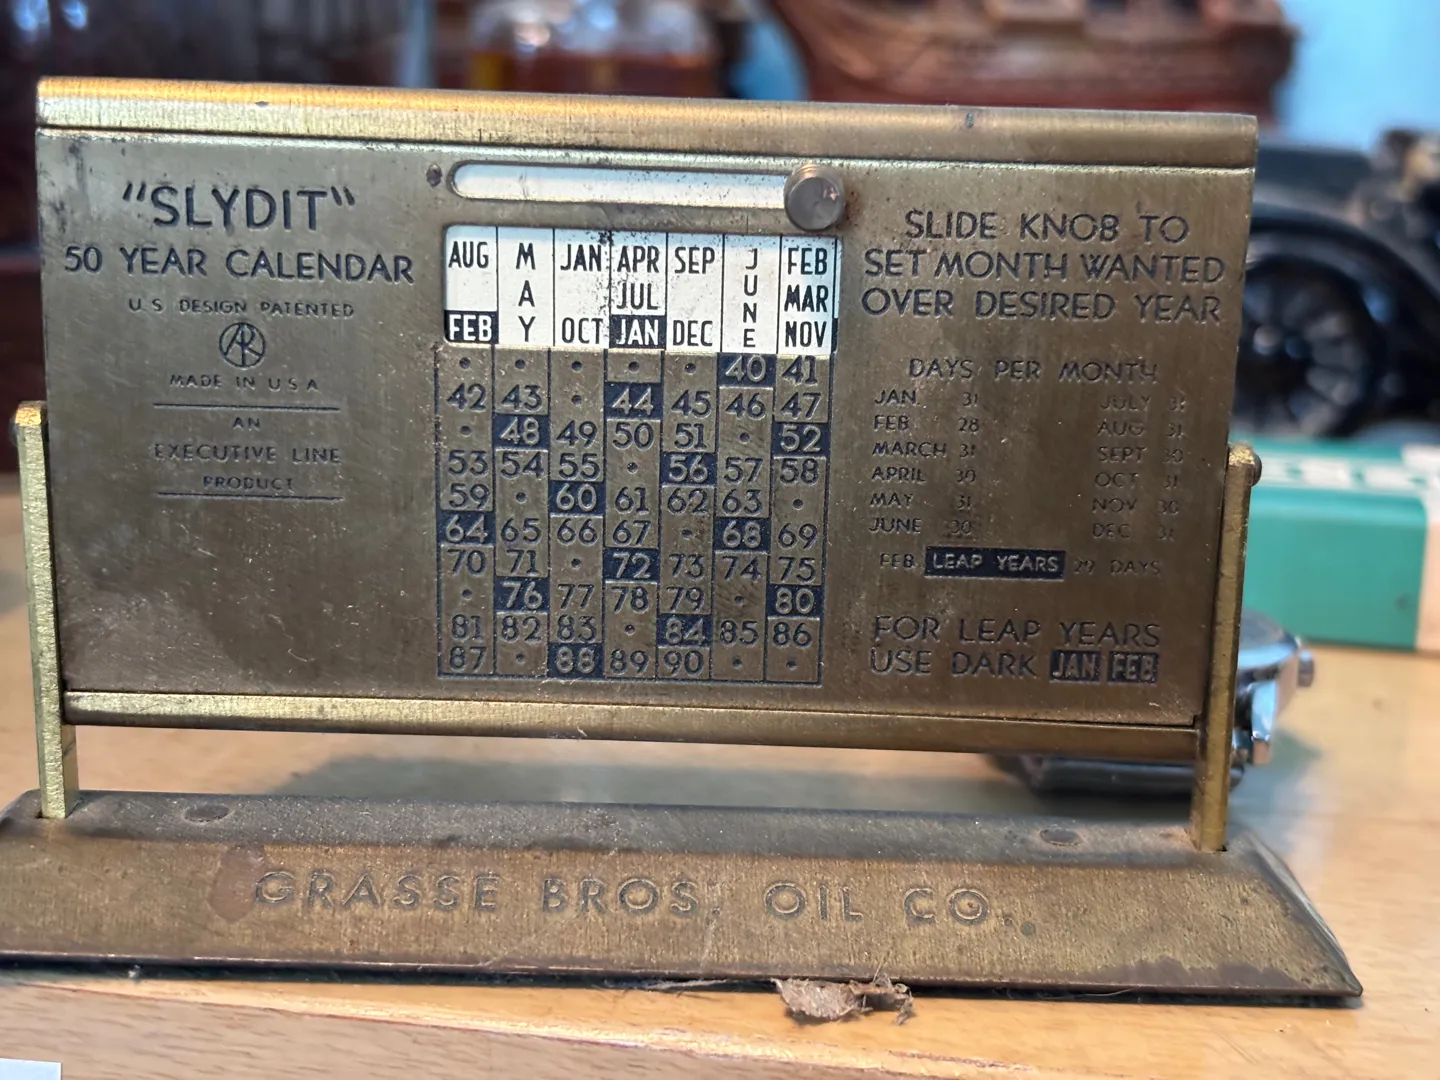 "SLYDIT"
50 YEAR CALENDAR
U.S DESIGN PATENTED
AR
MADE IN U S A
AN
EXECUTIVE LINE
PRODUCT
AUG MAY JAN APR SEP JUNE FEB
JUL MAR
FEB OCT JAN DEC NOV
· · · · · 40 41
42 43 · 44 45 46 47
· 48 49 50 51 · 52
53 54 55 · 56 57 58
59 · 60 61 62 63 ·
64 65 66 67 · 68 69
70 71 · 72 73 74 75
· 76 77 78 79 · 80
81 82 83 · 84 85 86
87 · 88 89 90 · ·
SLIDE KNOB TO
SET MONTH WANTED
OVER DESIRED YEAR
DAYS PER MONTH
JAN. 31 JULY 31
FEB 28 AUG 31
MARCH 31 SEPT 30
APRIL 30 OCT 31
MAY 31 NOV 30
JUNE 30 DEC 31
FEB LEAP YEARS 29 DAYS
FOR LEAP YEARS
USE DARK JAN FEB
GRASSE BROS. OIL CO.